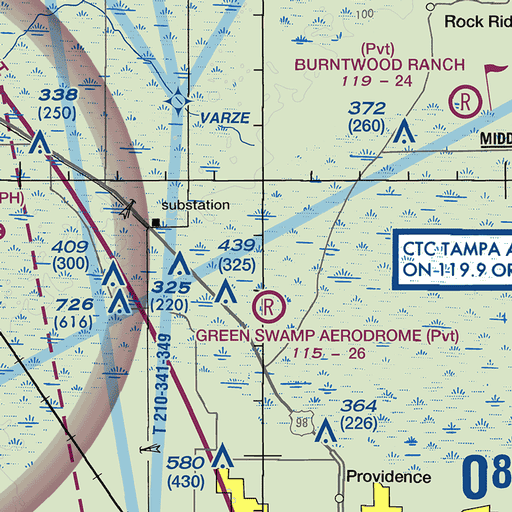 100
Rock Rid
(Pvt)
BURNTWOOD RANCH
119 - 24
R
338
(250)
VARZE
372
(260)
MIDD
PH)
substation
409
(300)
439
(325)
CTC TAMPA A
ON 119.9 OR
726
(616)
325
(220)
R
GREEN SWAMP AERODROME (Pvt)
115 - 26
T 210-341-349
98
364
(226)
580
(430)
Providence
08